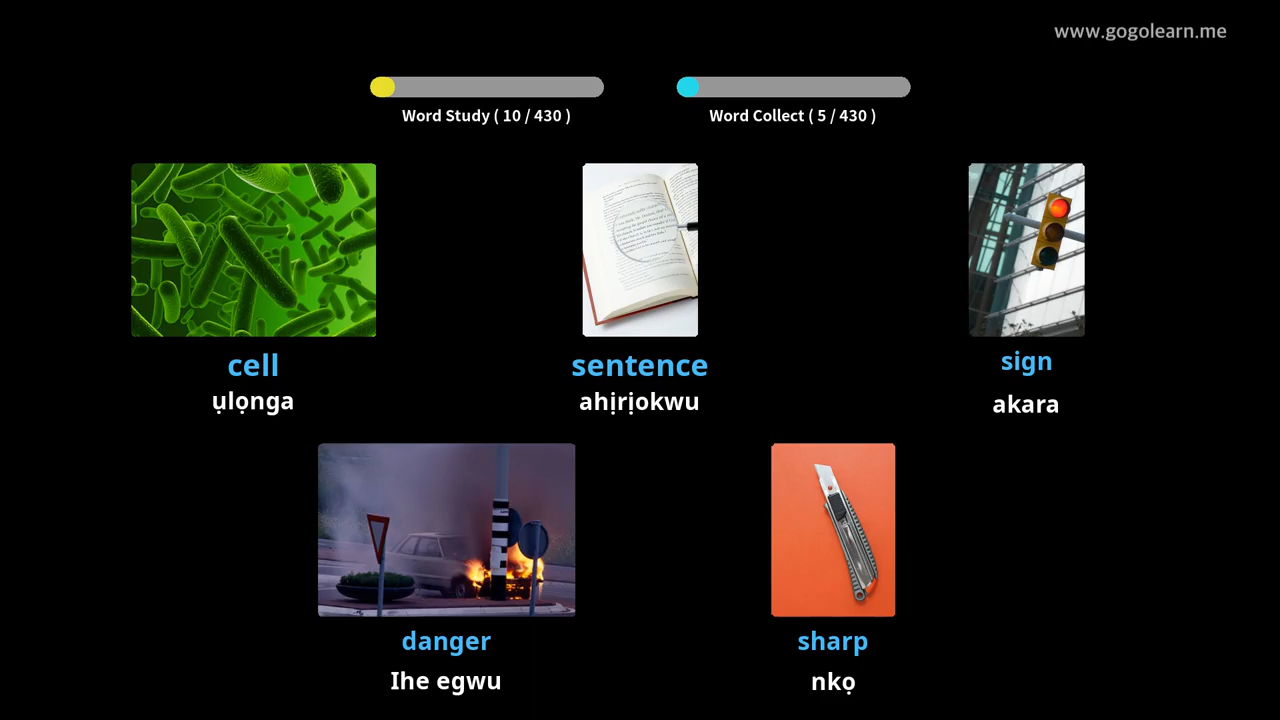 www.gogolearn.me
Word Study ( 10 / 430 )
Word Collect ( 5 / 430 )
cell
sentence
sign
ụlọnga
ahịrịokwu
akara
danger
sharp
Ihe egwu
nkọ